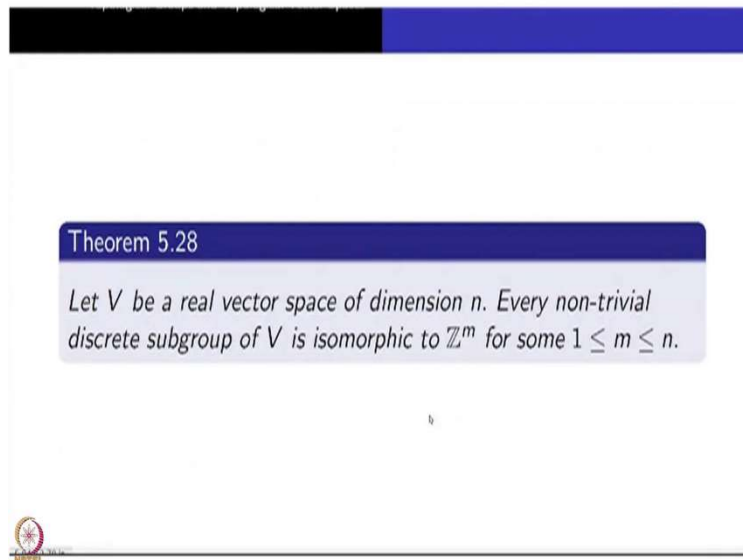 Theorem 5.28
Let V be a real vector space of dimension n. Every non-trivial
discrete subgroup of V is isomorphic to ℤᵐ for some 1 ≤ m ≤ n.